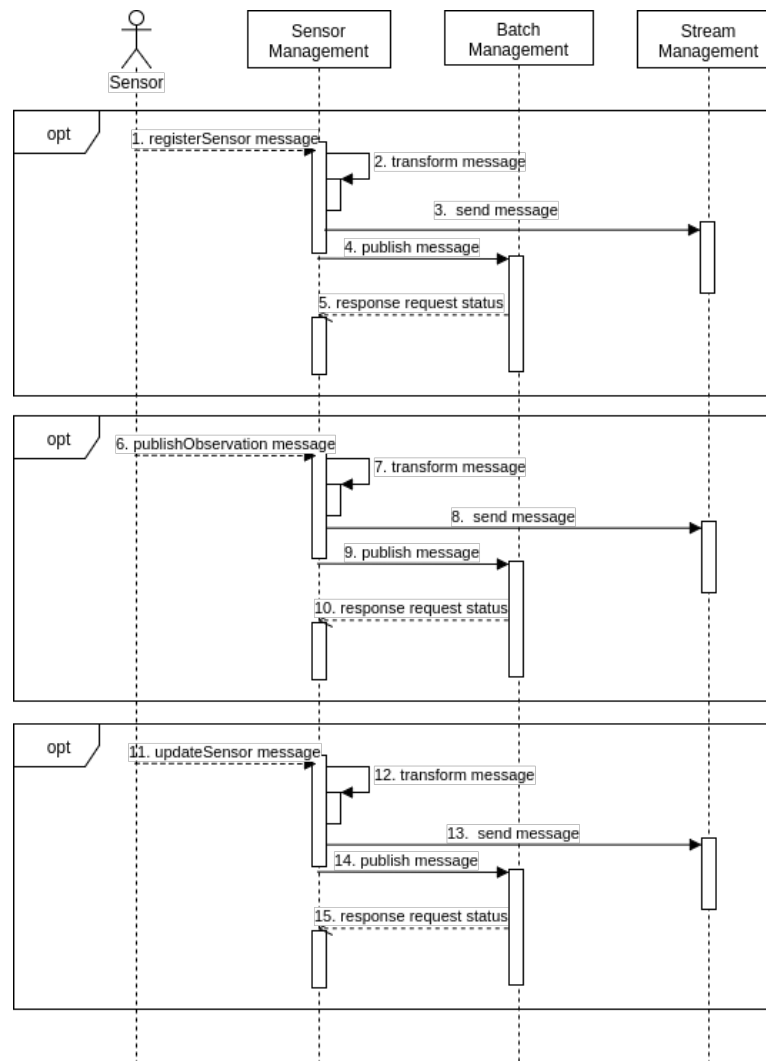 Sensor
Sensor
Management
Batch
Management
Stream
Management
opt
1. registerSensor message
2. transform message
3. send message
4. publish message
5. response request status
opt
6. publishObservation message
7. transform message
8. send message
9. publish message
10. response request status
opt
11. updateSensor message
12. transform message
13. send message
14. publish message
15. response request status